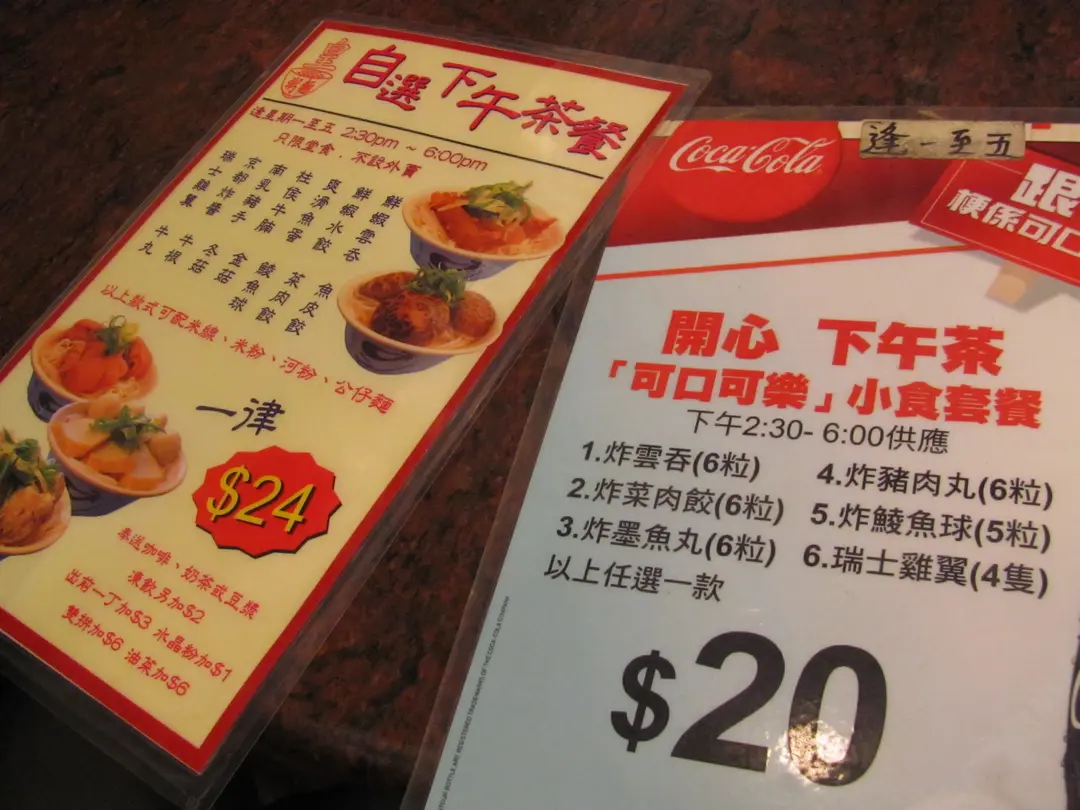 自選下午茶餐
逢星期一至五 2:30pm ~ 6:00pm
只限堂食．不設外賣
鮮蝦雲吞
鮮蝦水餃
爽滑魚蛋
柱侯牛腩
南乳豬手
京都炸醬
瑞士雞翼
魚皮餃
菜肉餃
鯪魚球
金菇
冬菇
牛根
牛丸
以上款式可配米線、米粉、河粉、公仔麵
一律
$24
奉送咖啡、奶茶或豆漿
凍飲另加$2
出前一丁加$3 水晶粉加$1
雙拼加$6 油菜加$6
Coca-Cola
逢一至五
跟
梗係可口
開心 下午茶
「可口可樂」小食套餐
下午2:30- 6:00供應
1.炸雲吞(6粒)
2.炸菜肉餃(6粒)
3.炸墨魚丸(6粒)
4.炸豬肉丸(6粒)
5.炸鯪魚球(5粒)
6.瑞士雞翼(4隻)
以上任選一款
$20